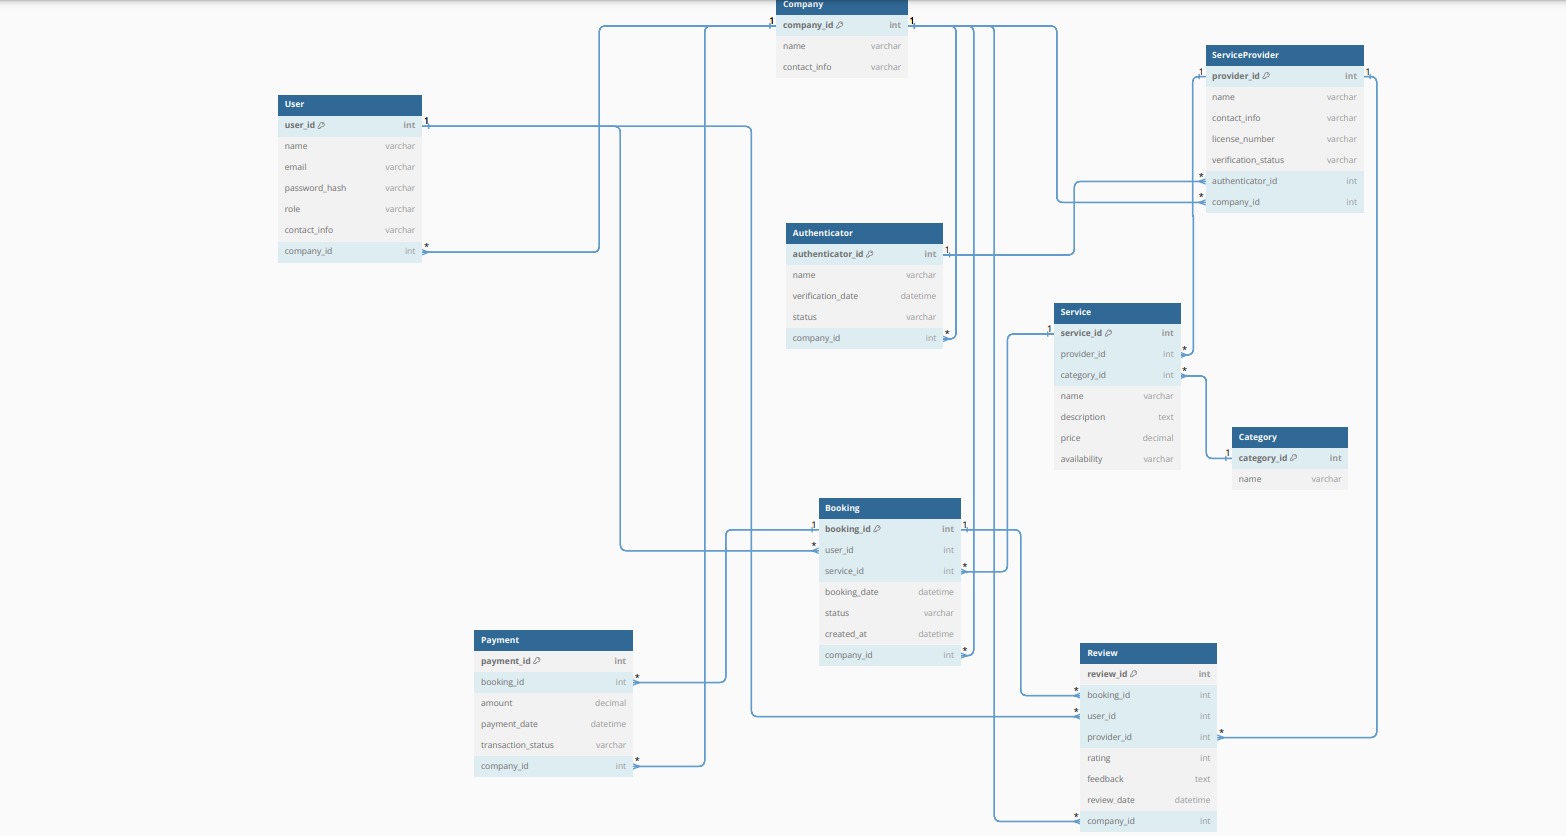 Company
1 company_id int 1
name varchar
contact_info varchar
ServiceProvider
1 provider_id int 1
name varchar
contact_info varchar
license_number varchar
verification_status varchar
* authenticator_id int
* company_id int
User
user_id int 1
name varchar
email varchar
password_hash varchar
role varchar
contact_info varchar
company_id int *
Authenticator
authenticator_id int 1
name varchar
verification_date datetime
status varchar
company_id int *
Service
1 service_id int
provider_id int *
category_id int *
name varchar
description text
price decimal
availability varchar
Category
1 category_id int
name varchar
Booking
1 booking_id int 1
* user_id int
service_id int *
booking_date datetime
status varchar
created_at datetime
company_id int *
Payment
payment_id int
booking_id int *
amount decimal
payment_date datetime
transaction_status varchar
company_id int *
Review
review_id int
* booking_id int
* user_id int
provider_id int *
rating int
feedback text
review_date datetime
* company_id int